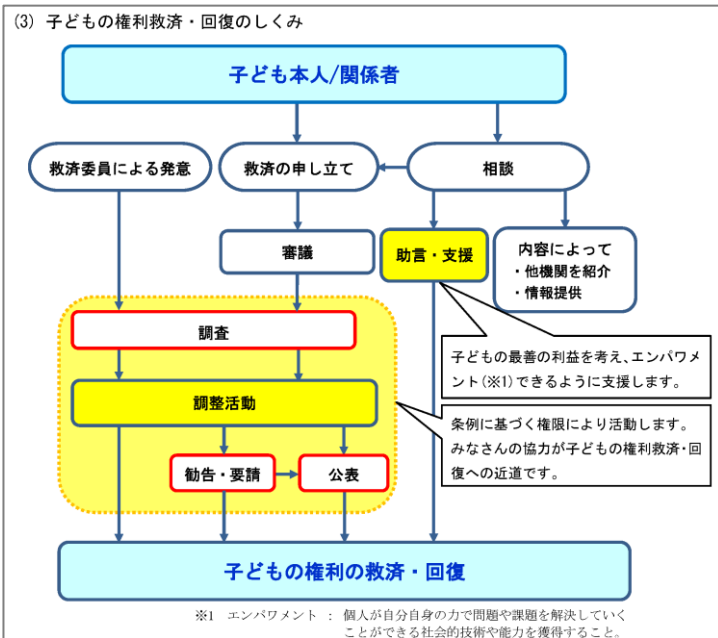 (3) 子どもの権利救済・回復のしくみ
子ども本人/関係者
救済委員による発意
救済の申し立て
相談
審議
助言・支援
内容によって
・他機関を紹介
・情報提供
調査
子どもの最善の利益を考え、エンパワメ
ント(※1)できるように支援します。
調整活動
条例に基づく権限により活動します。
みなさんの協力が子どもの権利救済・回
復への近道です。
勧告・要請
公表
子どもの権利の救済・回復
※1 エンパワメント : 個人が自分自身の力で問題や課題を解決していく
ことができる社会的技術や能力を獲得すること。